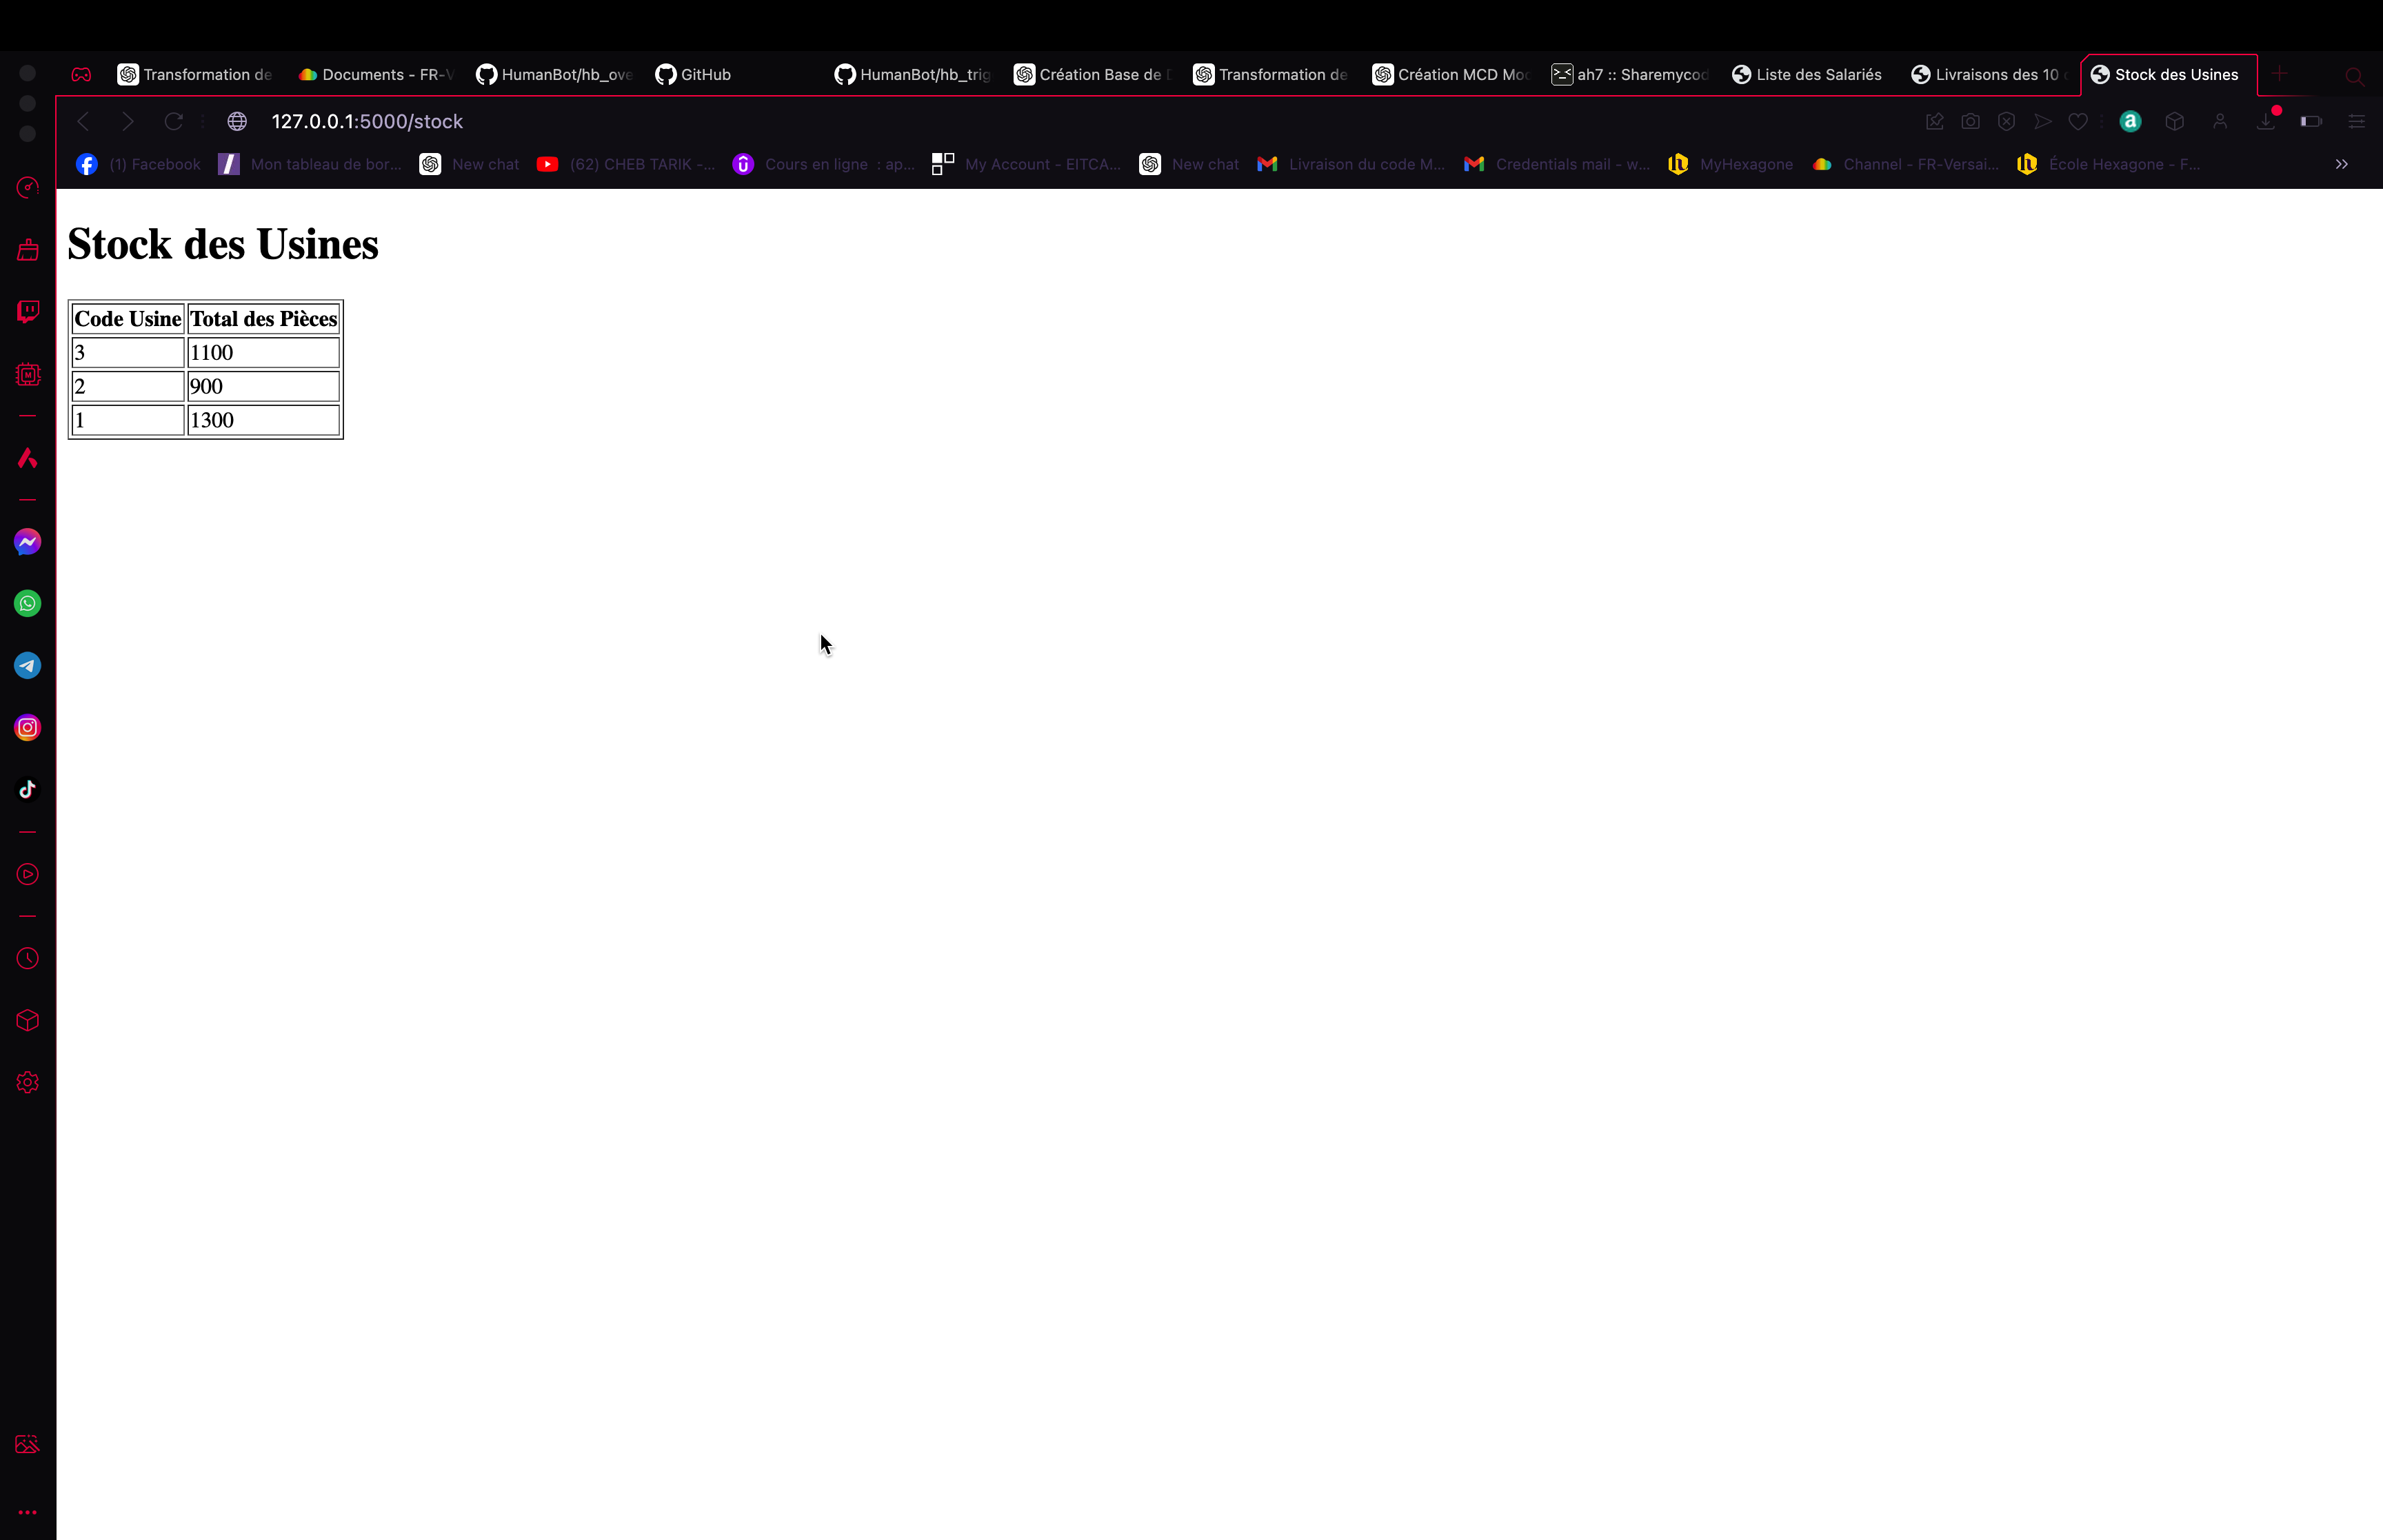 Transformation de
Documents - FR-V
HumanBot/hb_ove
GitHub
HumanBot/hb_trig
Création Base de
Transformation de
Création MCD Mod
ah7 :: Sharemycod
Liste des Salariés
Livraisons des 10
Stock des Usines
127.0.0.1:5000/stock
(1) Facebook
Mon tableau de bor...
New chat
(62) CHEB TARIK -...
Cours en ligne : ap...
My Account - EITCA...
New chat
Livraison du code M...
Credentials mail - w...
MyHexagone
Channel - FR-Versai...
École Hexagone - F...
Stock des Usines
Code Usine Total des Pièces
3 1100
2 900
1 1300